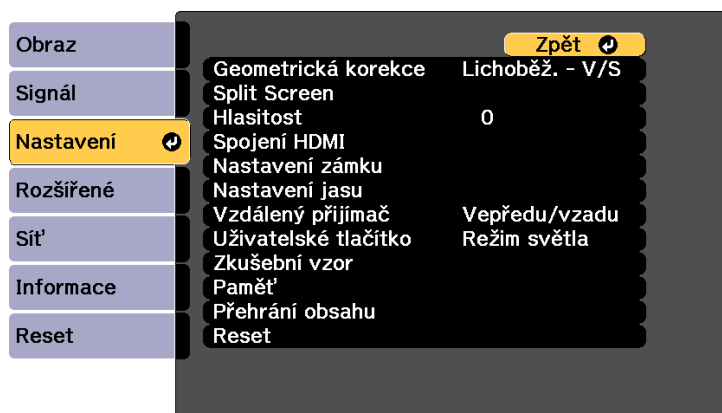 Obraz
Signál
Nastavení
Rozšířené
Síť
Informace
Reset
Zpět
Geometrická korekce Lichoběž. - V/S
Split Screen
Hlasitost 0
Spojení HDMI
Nastavení zámku
Nastavení jasu
Vzdálený přijímač Vepředu/vzadu
Uživatelské tlačítko Režim světla
Zkušební vzor
Paměť
Přehrání obsahu
Reset